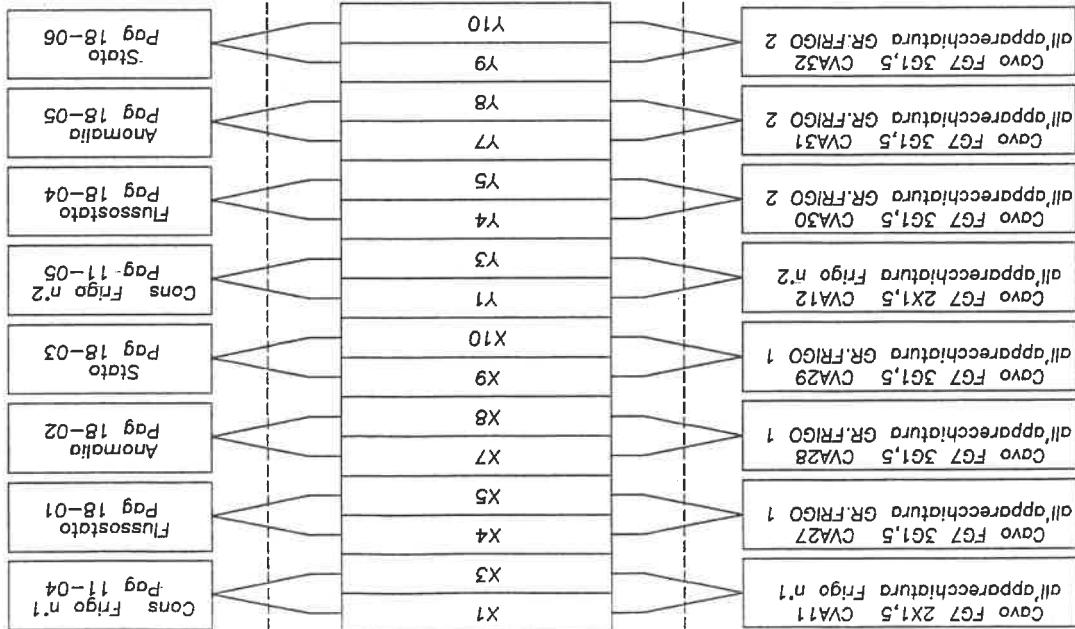 Cavo FG7 2X1,5 CVA11
all'apparecchiatura Frigo n°1
X1
X3
Cons Frigo n°1
Pag 11-04
Cavo FG7 3G1,5 CVA27
all'apparecchiatura GR.FRIGO 1
X4
X5
Flussostato
Pag 18-01
Cavo FG7 3G1,5 CVA28
all'apparecchiatura GR.FRIGO 1
X7
X8
Anomalia
Pag 18-02
Cavo FG7 3G1,5 CVA29
all'apparecchiatura GR.FRIGO 1
X9
X10
Stato
Pag 18-03
Cavo FG7 2X1,5 CVA12
all'apparecchiatura Frigo n°2
Y1
Y3
Cons Frigo n°2
Pag 11-05
Cavo FG7 3G1,5 CVA30
all'apparecchiatura GR.FRIGO 2
Y4
Y5
Flussostato
Pag 18-04
Cavo FG7 3G1,5 CVA31
all'apparecchiatura GR.FRIGO 2
Y7
Y8
Anomalia
Pag 18-05
Cavo FG7 3G1,5 CVA32
all'apparecchiatura GR.FRIGO 2
Y9
Y10
Stato
Pag 18-06